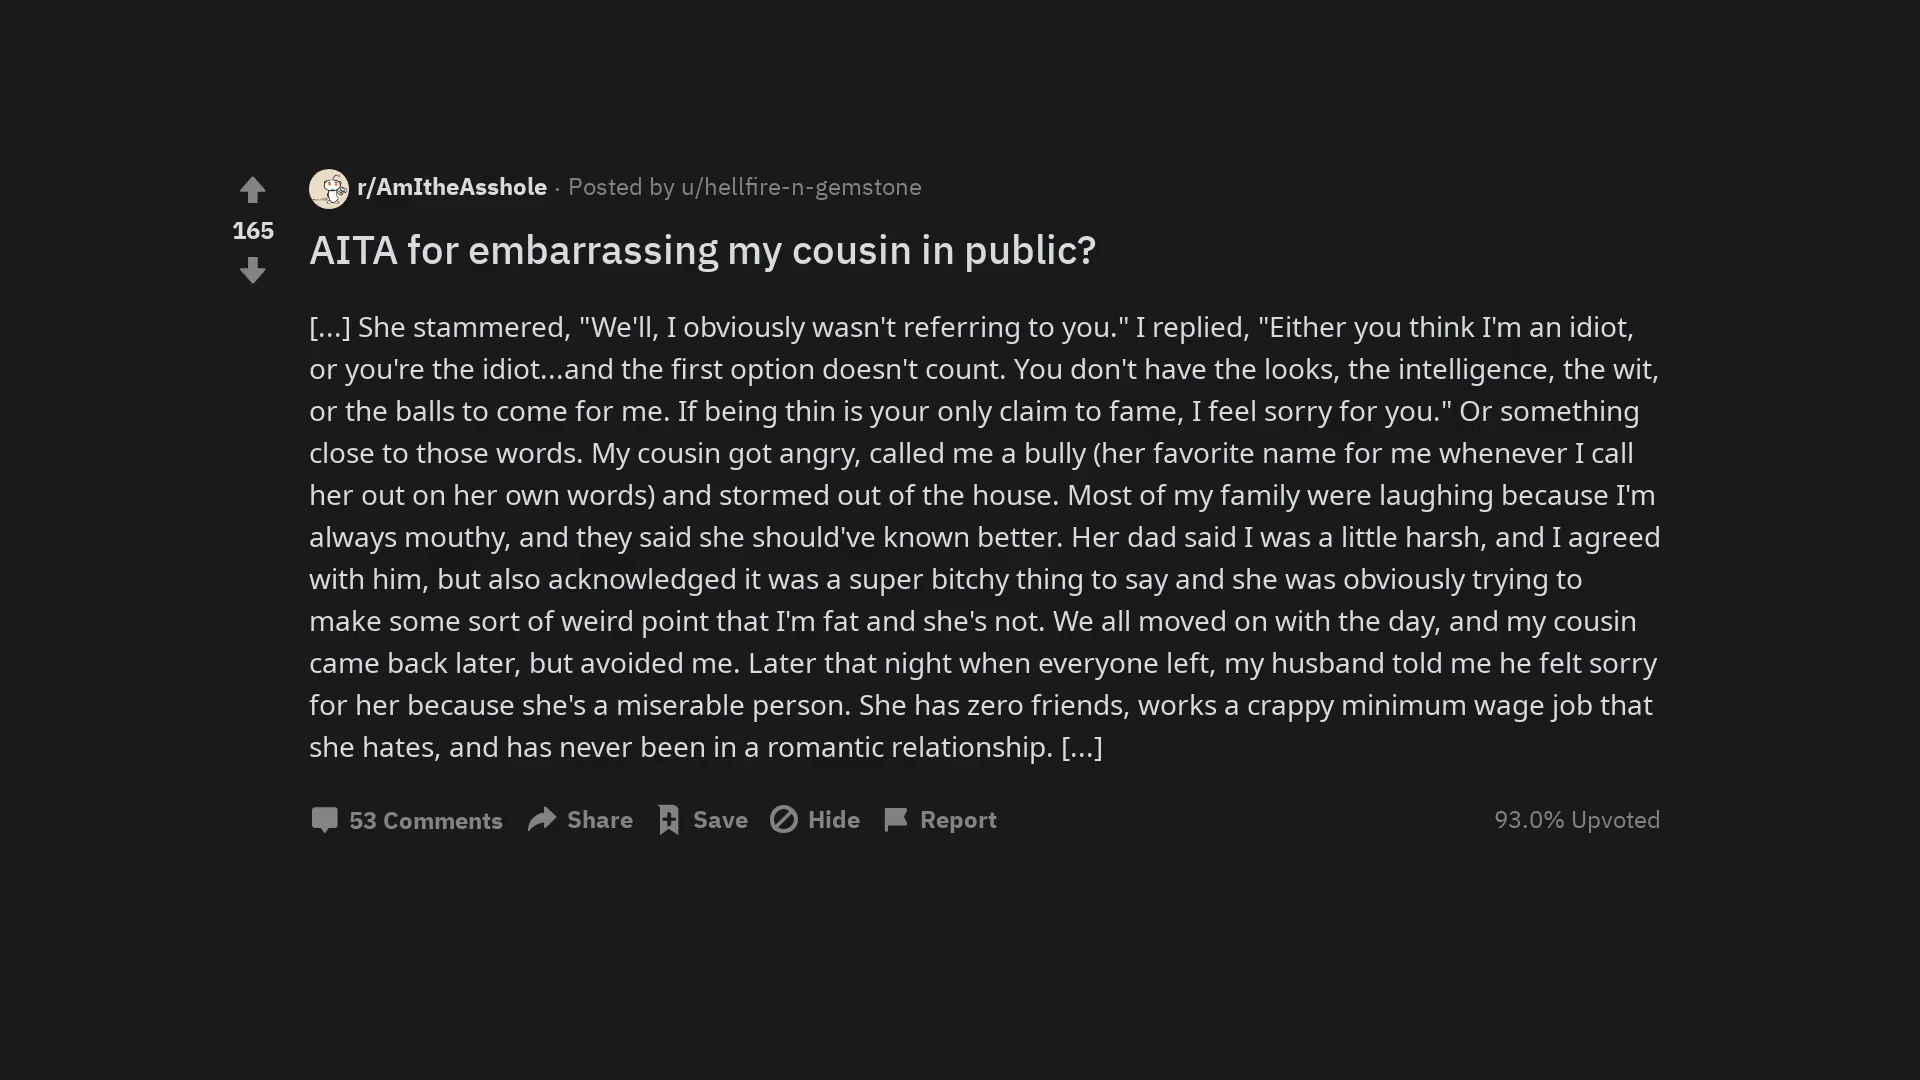 r/AmItheAsshole · Posted by u/hellfire-n-gemstone
165
AITA for embarrassing my cousin in public?
[...] She stammered, "We'll, I obviously wasn't referring to you." I replied, "Either you think I'm an idiot,
or you're the idiot...and the first option doesn't count. You don't have the looks, the intelligence, the wit,
or the balls to come for me. If being thin is your only claim to fame, I feel sorry for you." Or something
close to those words. My cousin got angry, called me a bully (her favorite name for me whenever I call
her out on her own words) and stormed out of the house. Most of my family were laughing because I'm
always mouthy, and they said she should've known better. Her dad said I was a little harsh, and I agreed
with him, but also acknowledged it was a super bitchy thing to say and she was obviously trying to
make some sort of weird point that I'm fat and she's not. We all moved on with the day, and my cousin
came back later, but avoided me. Later that night when everyone left, my husband told me he felt sorry
for her because she's a miserable person. She has zero friends, works a crappy minimum wage job that
she hates, and has never been in a romantic relationship. [...]
53 Comments Share Save Hide Report 93.0% Upvoted